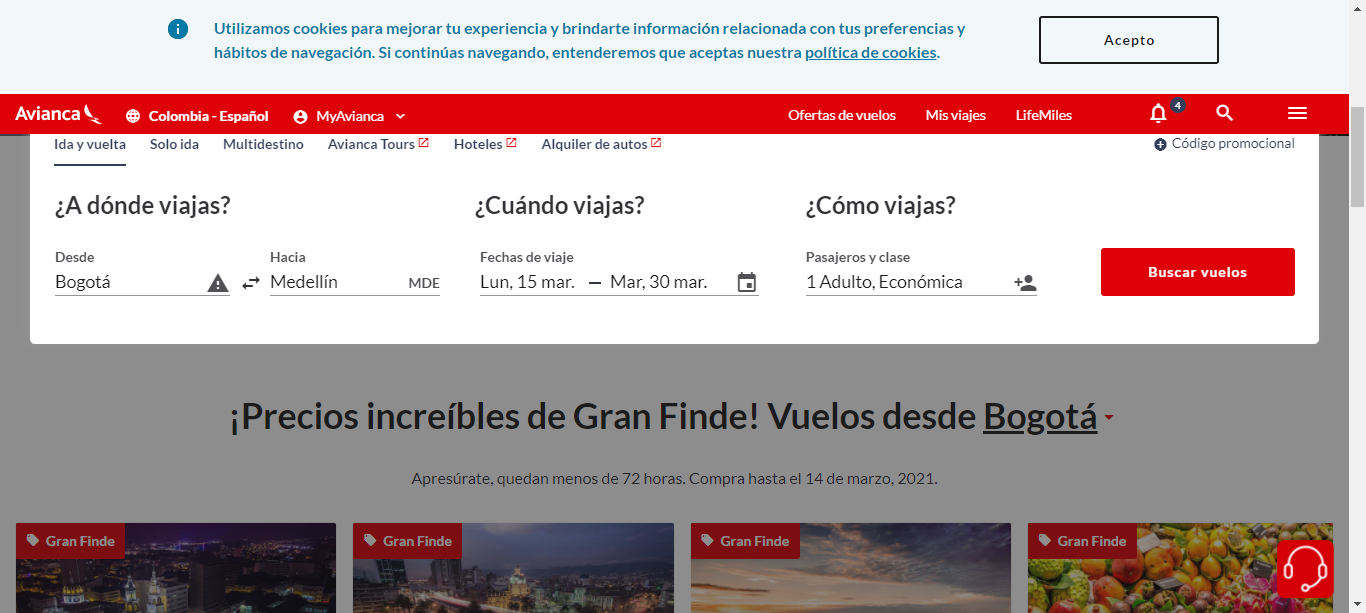 Utilizamos cookies para mejorar tu experiencia y brindarte información relacionada con tus preferencias y
hábitos de navegación. Si continúas navegando, entenderemos que aceptas nuestra política de cookies.
Acepto
Avianca
Colombia - Español
MyAvianca
Ofertas de vuelos
Mis viajes
LifeMiles
4
Ida y vuelta
Solo ida
Multidestino
Avianca Tours
Hoteles
Alquiler de autos
Código promocional
¿A dónde viajas?
¿Cuándo viajas?
¿Cómo viajas?
Desde
Hacia
Fechas de viaje
Pasajeros y clase
Bogotá
Medellín
MDE
Lun, 15 mar. — Mar, 30 mar.
1 Adulto, Económica
Buscar vuelos
¡Precios increíbles de Gran Finde! Vuelos desde Bogotá
Apresúrate, quedan menos de 72 horas. Compra hasta el 14 de marzo, 2021.
Gran Finde
Gran Finde
Gran Finde
Gran Finde